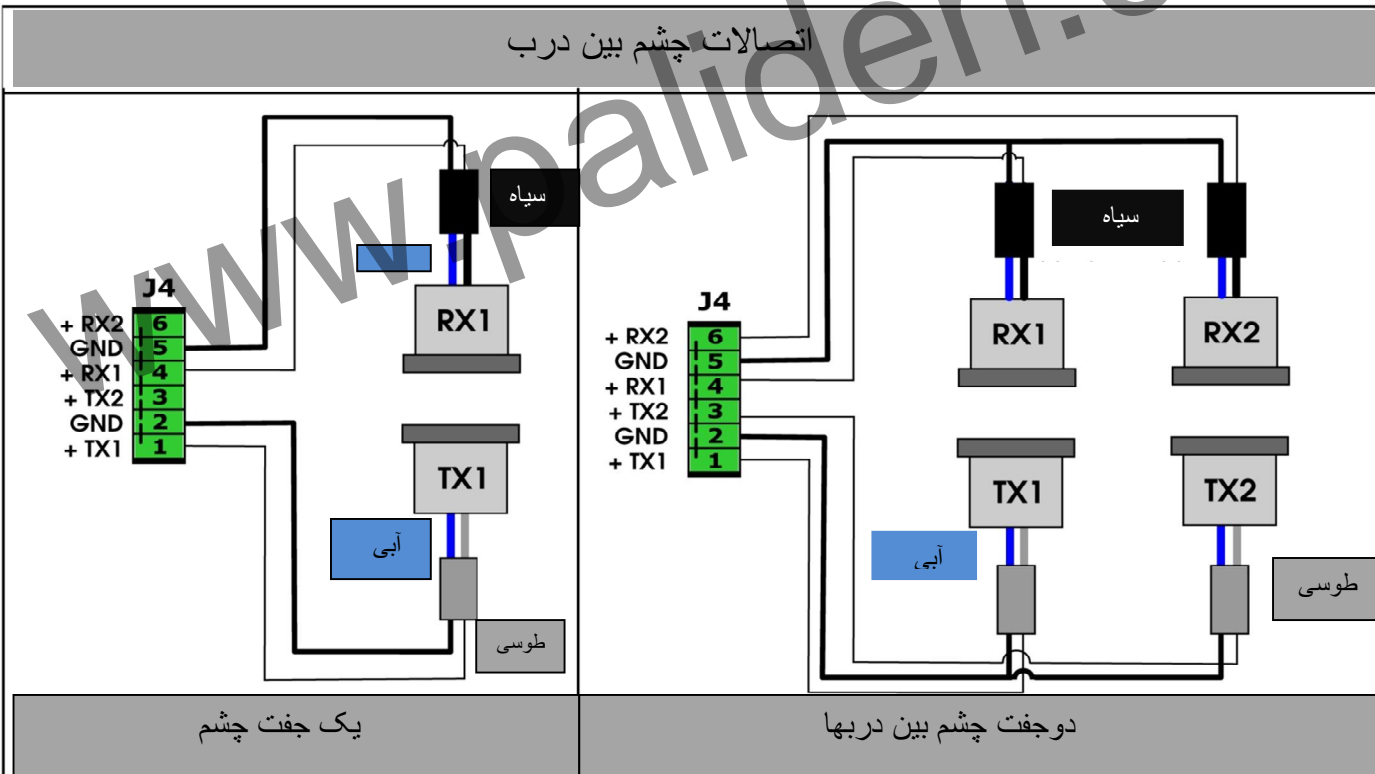 اتصالات چشم بین درب
www.paliden.
سیاه
J4
+ RX2 6
GND 5
+ RX1 4
+ TX2 3
GND 2
+ TX1 1
RX1
TX1
آبی
طوسی
یک جفت چشم
سیاه
J4
+ RX2 6
GND 5
+ RX1 4
+ TX2 3
GND 2
+ TX1 1
RX1
RX2
TX1
TX2
آبی
طوسی
دوجفت چشم بین دربها